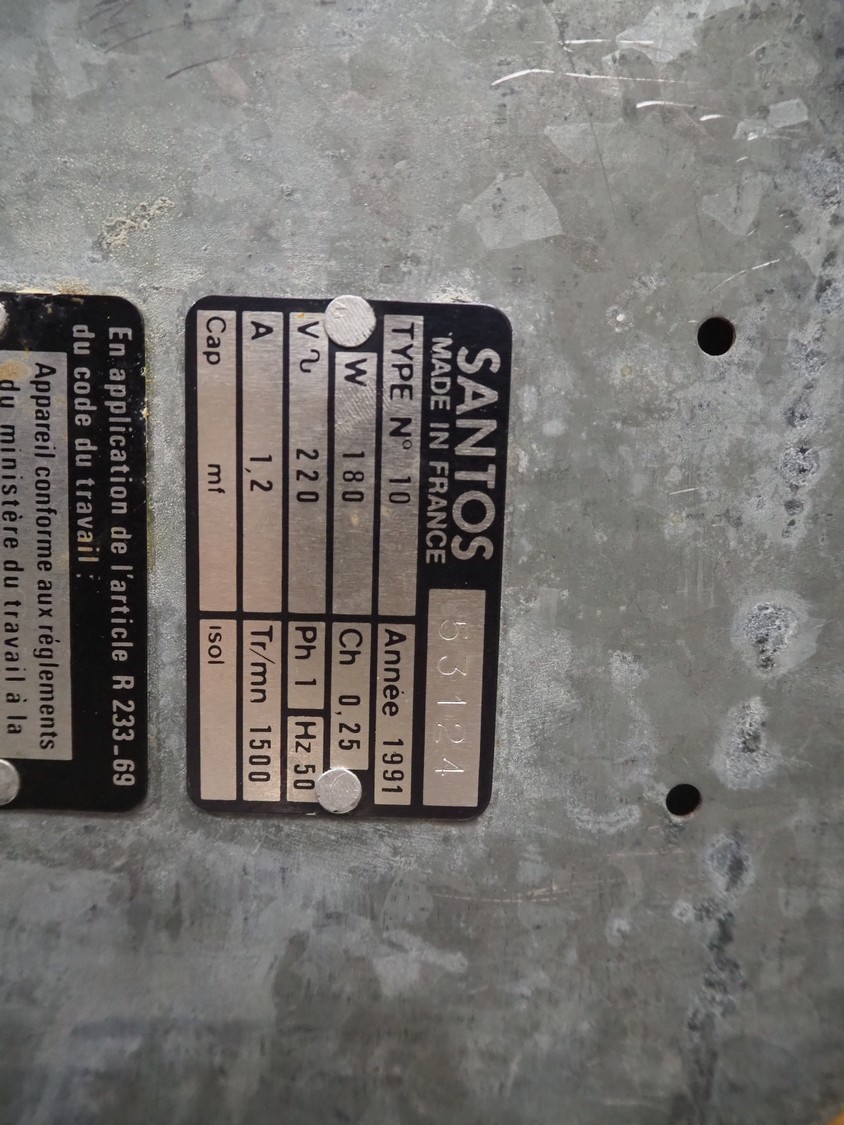 SANTOS 53124
MADE IN FRANCE
TYPE N° 10 Année 1991
W 180 Ch 0,25
V 220 Ph 1 Hz 50
A 1,2 Tr/mn 1500
Cap mf isol
En application de l'article R 233-69
du code du travail :
Appareil conforme aux réglements
du ministère du travail à la